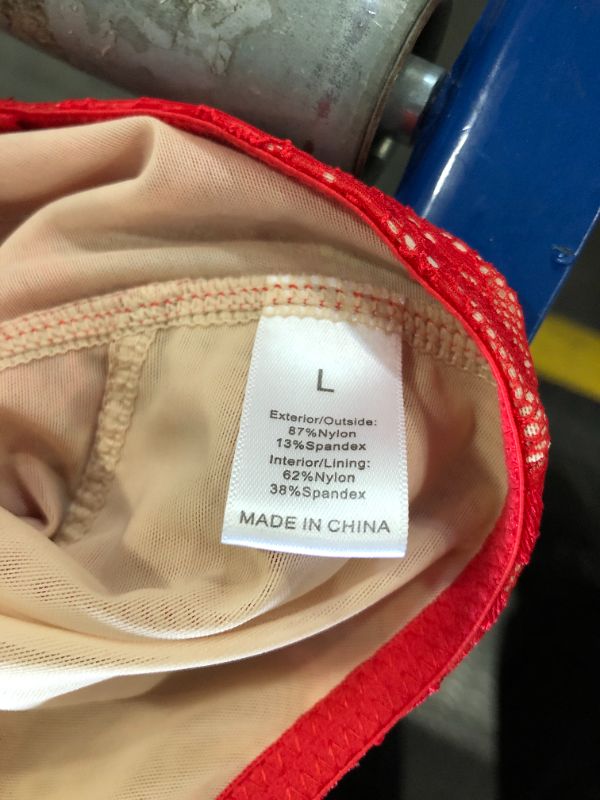 L
Exterior/Outside:
87%Nylon
13%Spandex
Interior/Lining:
62%Nylon
38%Spandex
MADE IN CHINA